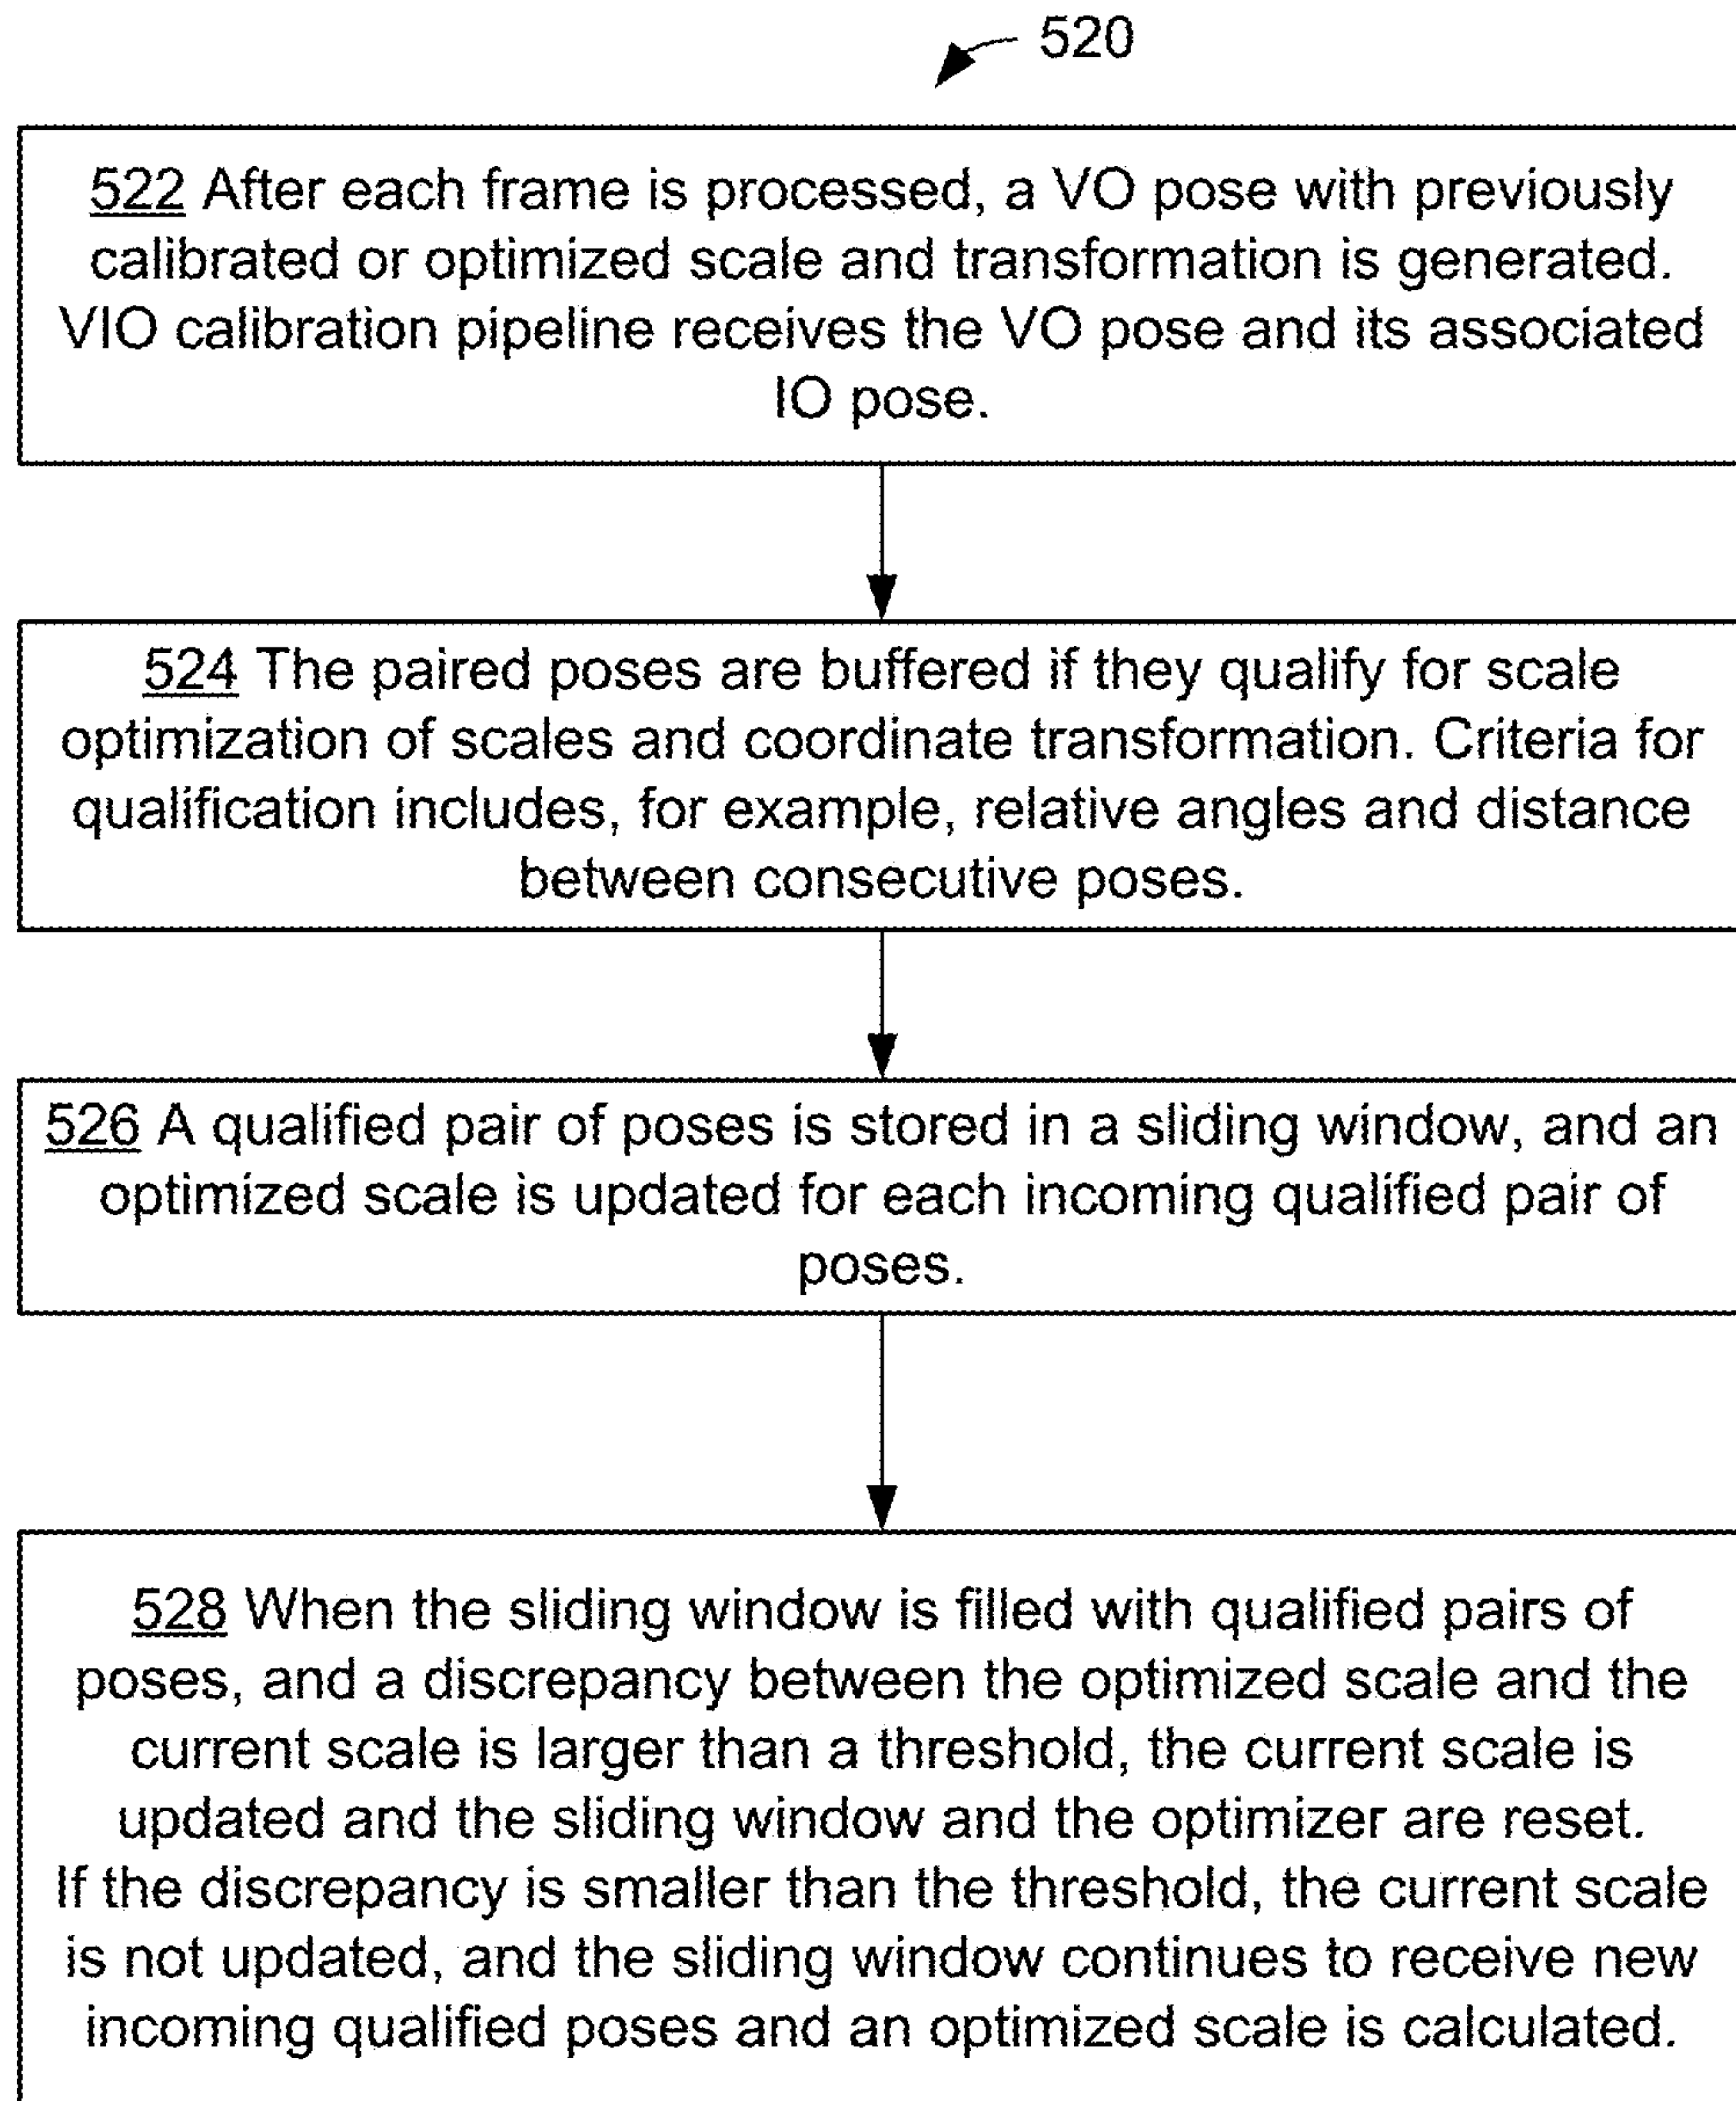 520
522 After each frame is processed, a VO pose with previously
calibrated or optimized scale and transformation is generated.
VIO calibration pipeline receives the VO pose and its associated
IO pose.
524 The paired poses are buffered if they qualify for scale
optimization of scales and coordinate transformation. Criteria for
qualification includes, for example, relative angles and distance
between consecutive poses.
526 A qualified pair of poses is stored in a sliding window, and an
optimized scale is updated for each incoming qualified pair of
poses.
528 When the sliding window is filled with qualified pairs of
poses, and a discrepancy between the optimized scale and the
current scale is larger than a threshold, the current scale is
updated and the sliding window and the optimizer are reset.
If the discrepancy is smaller than the threshold, the current scale
is not updated, and the sliding window continues to receive new
incoming qualified poses and an optimized scale is calculated.